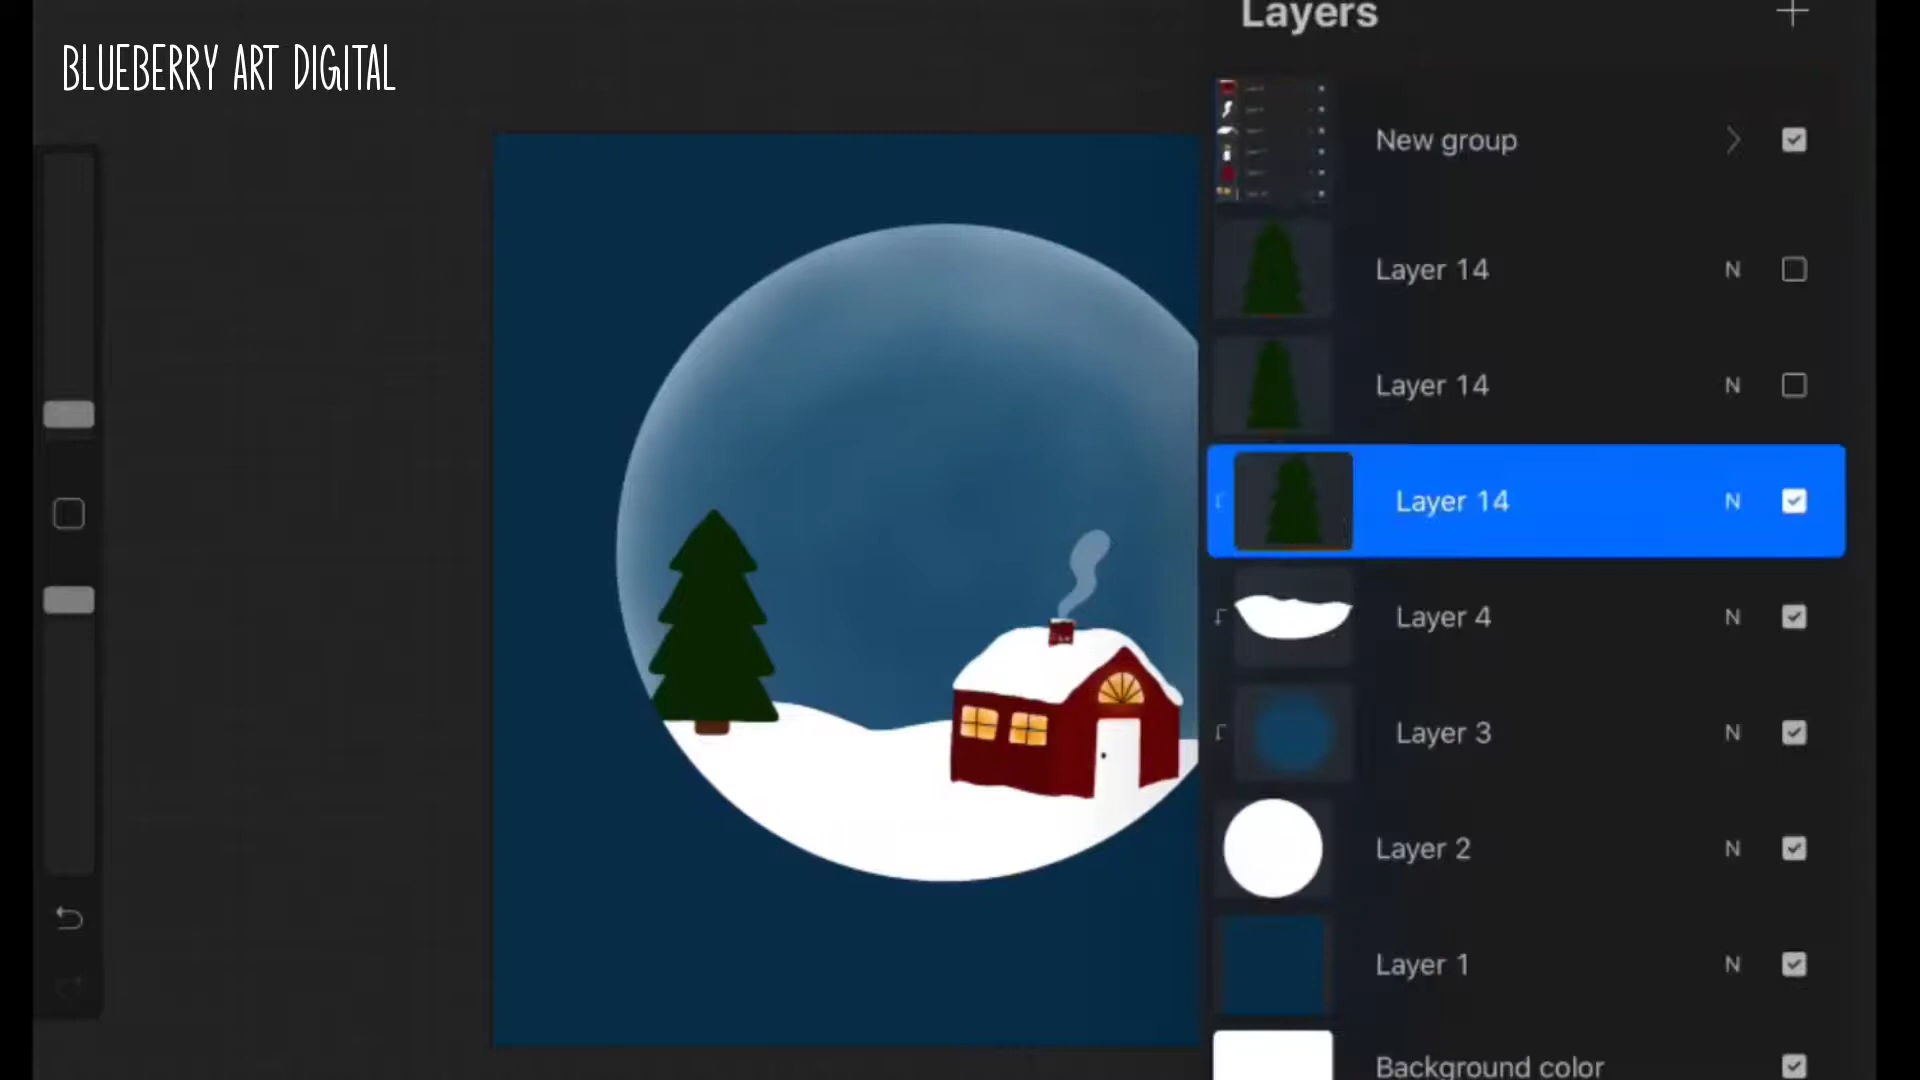 BLUEBERRY ART DIGITAL
Layers
New group
Layer 14 N
Layer 14 N
Layer 14 N
Layer 4 N
Layer 3 N
Layer 2 N
Layer 1 N
Background color